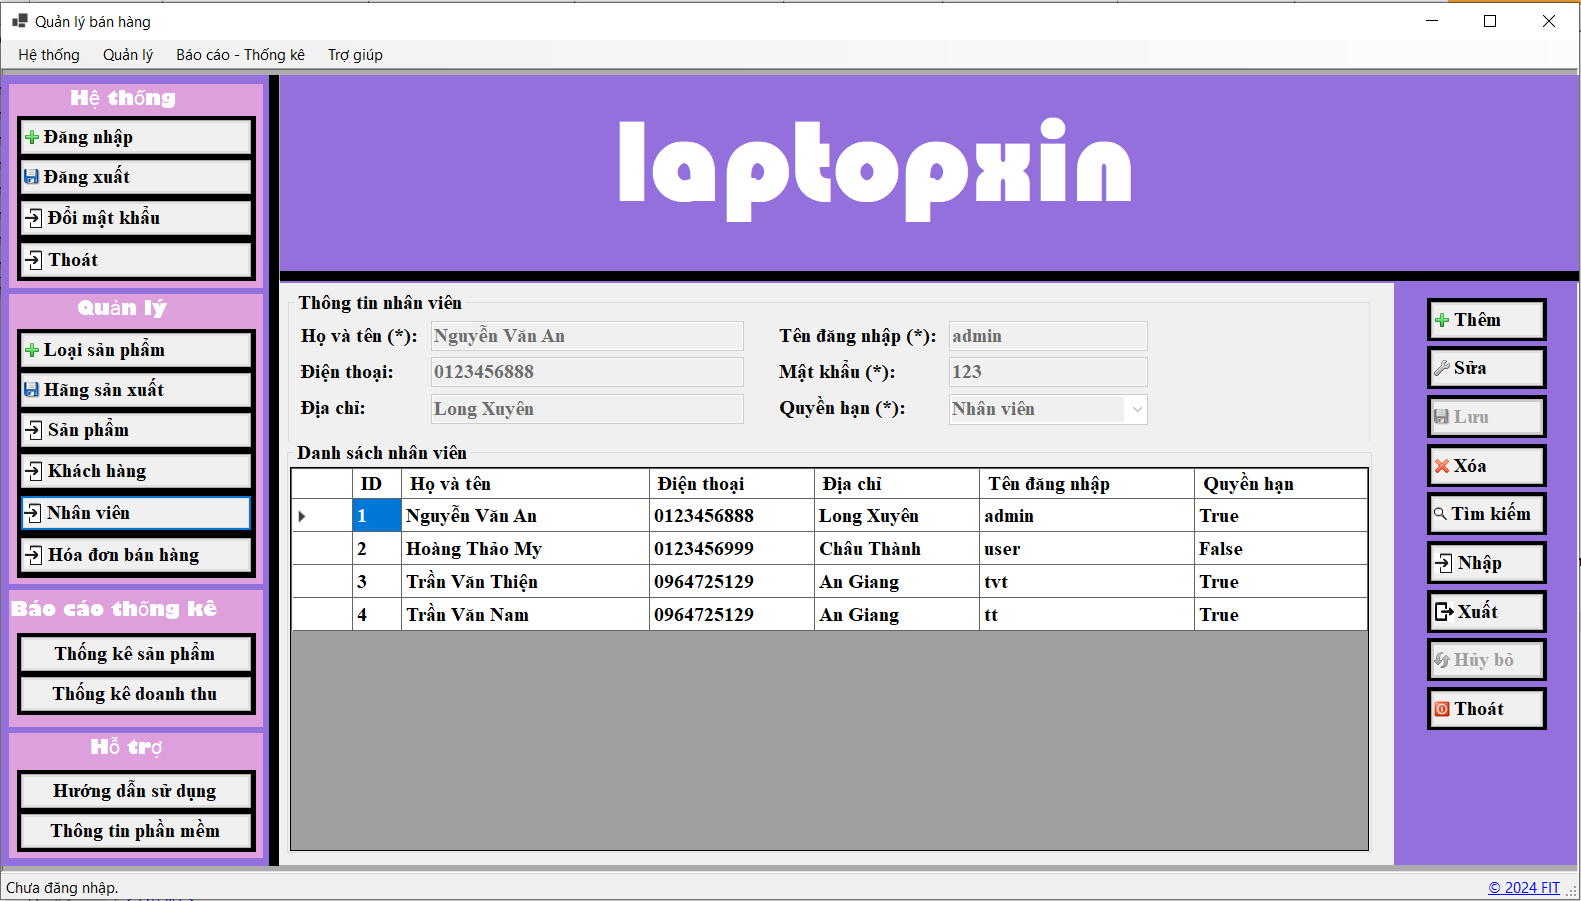 Quản lý bán hàng
Hệ thống Quản lý Báo cáo - Thống kê Trợ giúp
Hệ thống
Đăng nhập
Đăng xuất
Đổi mật khẩu
Thoát
Quản lý
Loại sản phẩm
Hãng sản xuất
Sản phẩm
Khách hàng
Nhân viên
Hóa đơn bán hàng
Báo cáo thống kê
Thống kê sản phẩm
Thống kê doanh thu
Hỗ trợ
Hướng dẫn sử dụng
Thông tin phần mềm
laptopxin
Thông tin nhân viên
Họ và tên (*): Nguyễn Văn An Tên đăng nhập (*): admin
Điện thoại: 0123456888 Mật khẩu (*): 123
Địa chỉ: Long Xuyên Quyền hạn (*): Nhân viên
Danh sách nhân viên
ID Họ và tên Điện thoại Địa chỉ Tên đăng nhập Quyền hạn
1 Nguyễn Văn An 0123456888 Long Xuyên admin True
2 Hoàng Thảo My 0123456999 Châu Thành user False
3 Trần Văn Thiện 0964725129 An Giang tvt True
4 Trần Văn Nam 0964725129 An Giang tt True
Thêm
Sửa
Lưu
Xóa
Tìm kiếm
Nhập
Xuất
Hủy bỏ
Thoát
Chưa đăng nhập.
© 2024 FIT